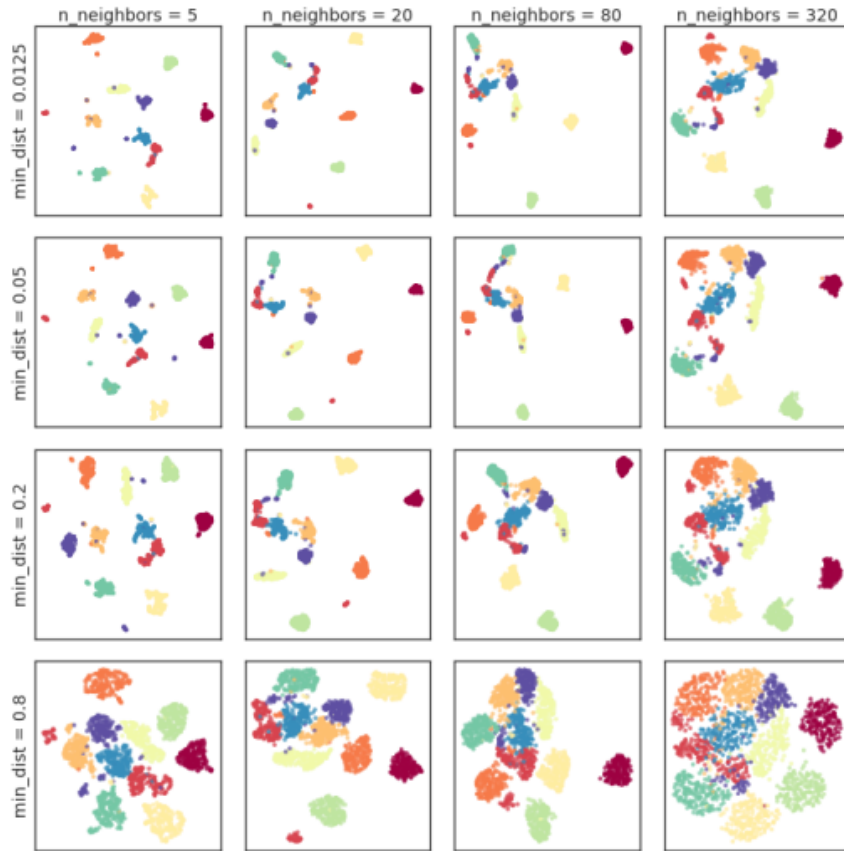 n_neighbors = 5
n_neighbors = 20
n_neighbors = 80
n_neighbors = 320
min_dist = 0.0125
min_dist = 0.05
min_dist = 0.2
min_dist = 0.8